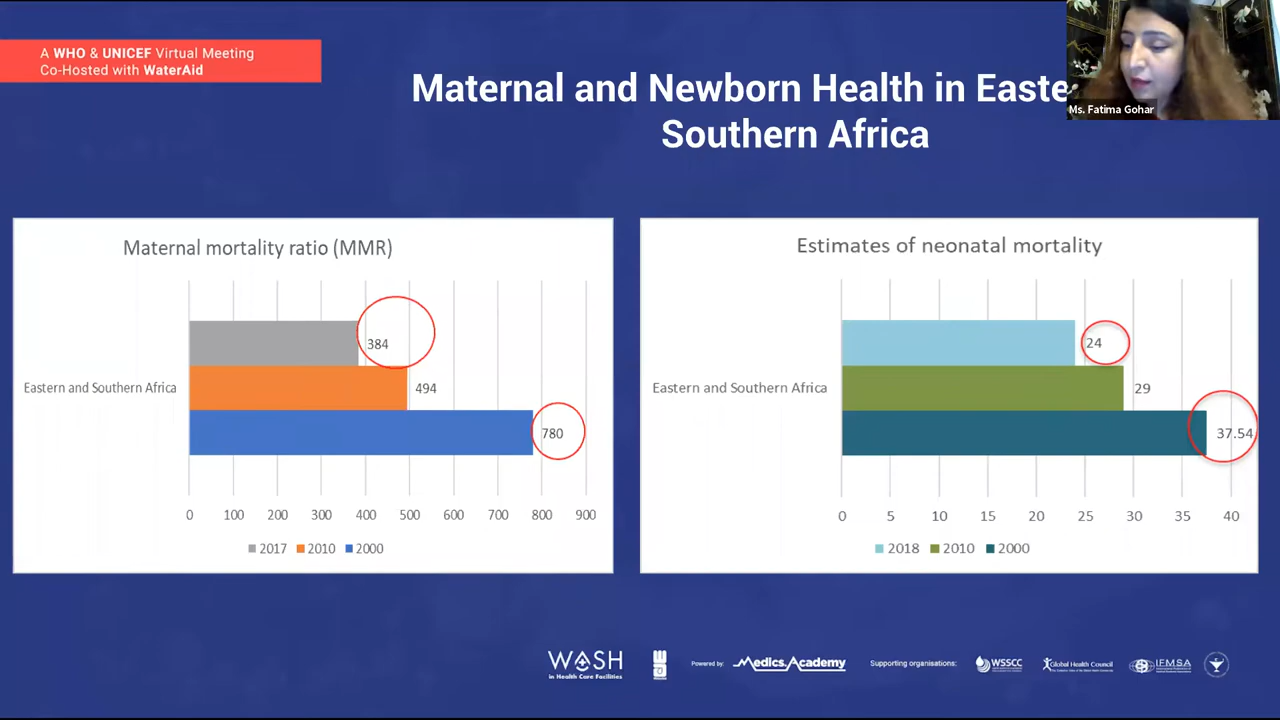 A WHO & UNICEF Virtual Meeting
Co-Hosted with WaterAid
Maternal and Newborn Health in Easte
Southern Africa
Ms. Fatima Gohar
Maternal mortality ratio (MMR)
384
Eastern and Southern Africa
494
780
0 100 200 300 400 500 600 700 800 900
2017 2010 2000
Estimates of neonatal mortality
24
Eastern and Southern Africa
29
37.54
0 5 10 15 20 25 30 35 40
2018 2010 2000
WASH
in Health Care Facilities
Powered by:
Medics.Academy
Supporting organisations:
WSSCC
Global Health Council
IFMSA